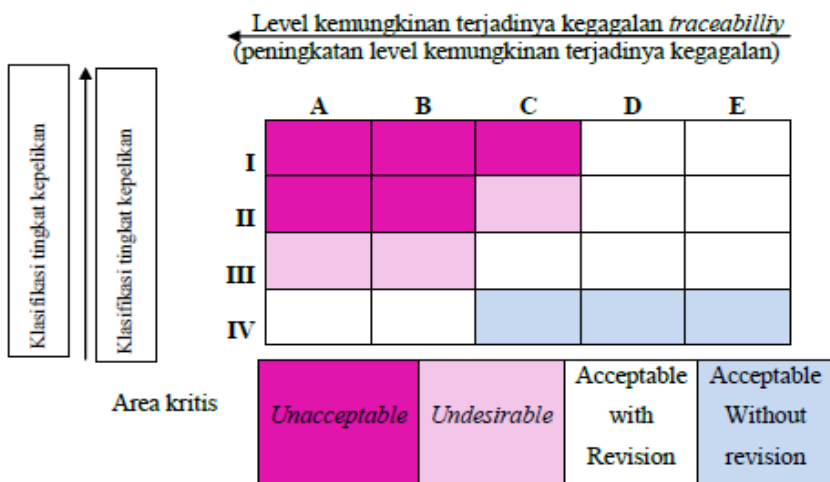 Level kemungkinan terjadinya kegagalan traceabilliy
(peningkatan level kemungkinan terjadinya kegagalan)
Klasifikasi tingkat kepelikan
Klasifikasi tingkat kepelikan
A B C D E
I
II
III
IV
Area kritis
Unacceptable
Undesirable
Acceptable
with
Revision
Acceptable
Without
revision